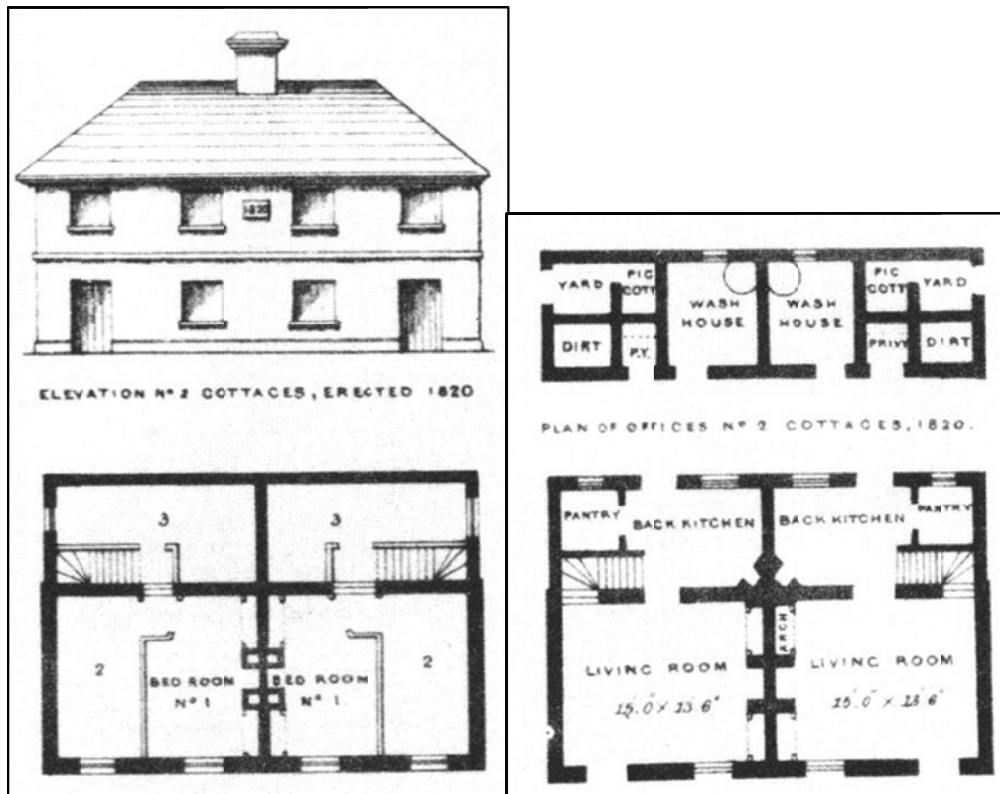 1820
ELEVATION Nº 2 COTTAGES, ERECTED 1820
3 3
2 2
BED ROOM BED ROOM
Nº 1 Nº 1.
YARD PIG COTT PIG COTT YARD
WASH HOUSE WASH HOUSE
DIRT P.Y. PRIVY DIRT
PLAN OF OFFICES Nº 2 COTTAGES, 1820.
PANTRY BACK KITCHEN BACK KITCHEN PANTRY
ARCH
LIVING ROOM LIVING ROOM
15.0" × 13.6" 15.0" × 13.6"